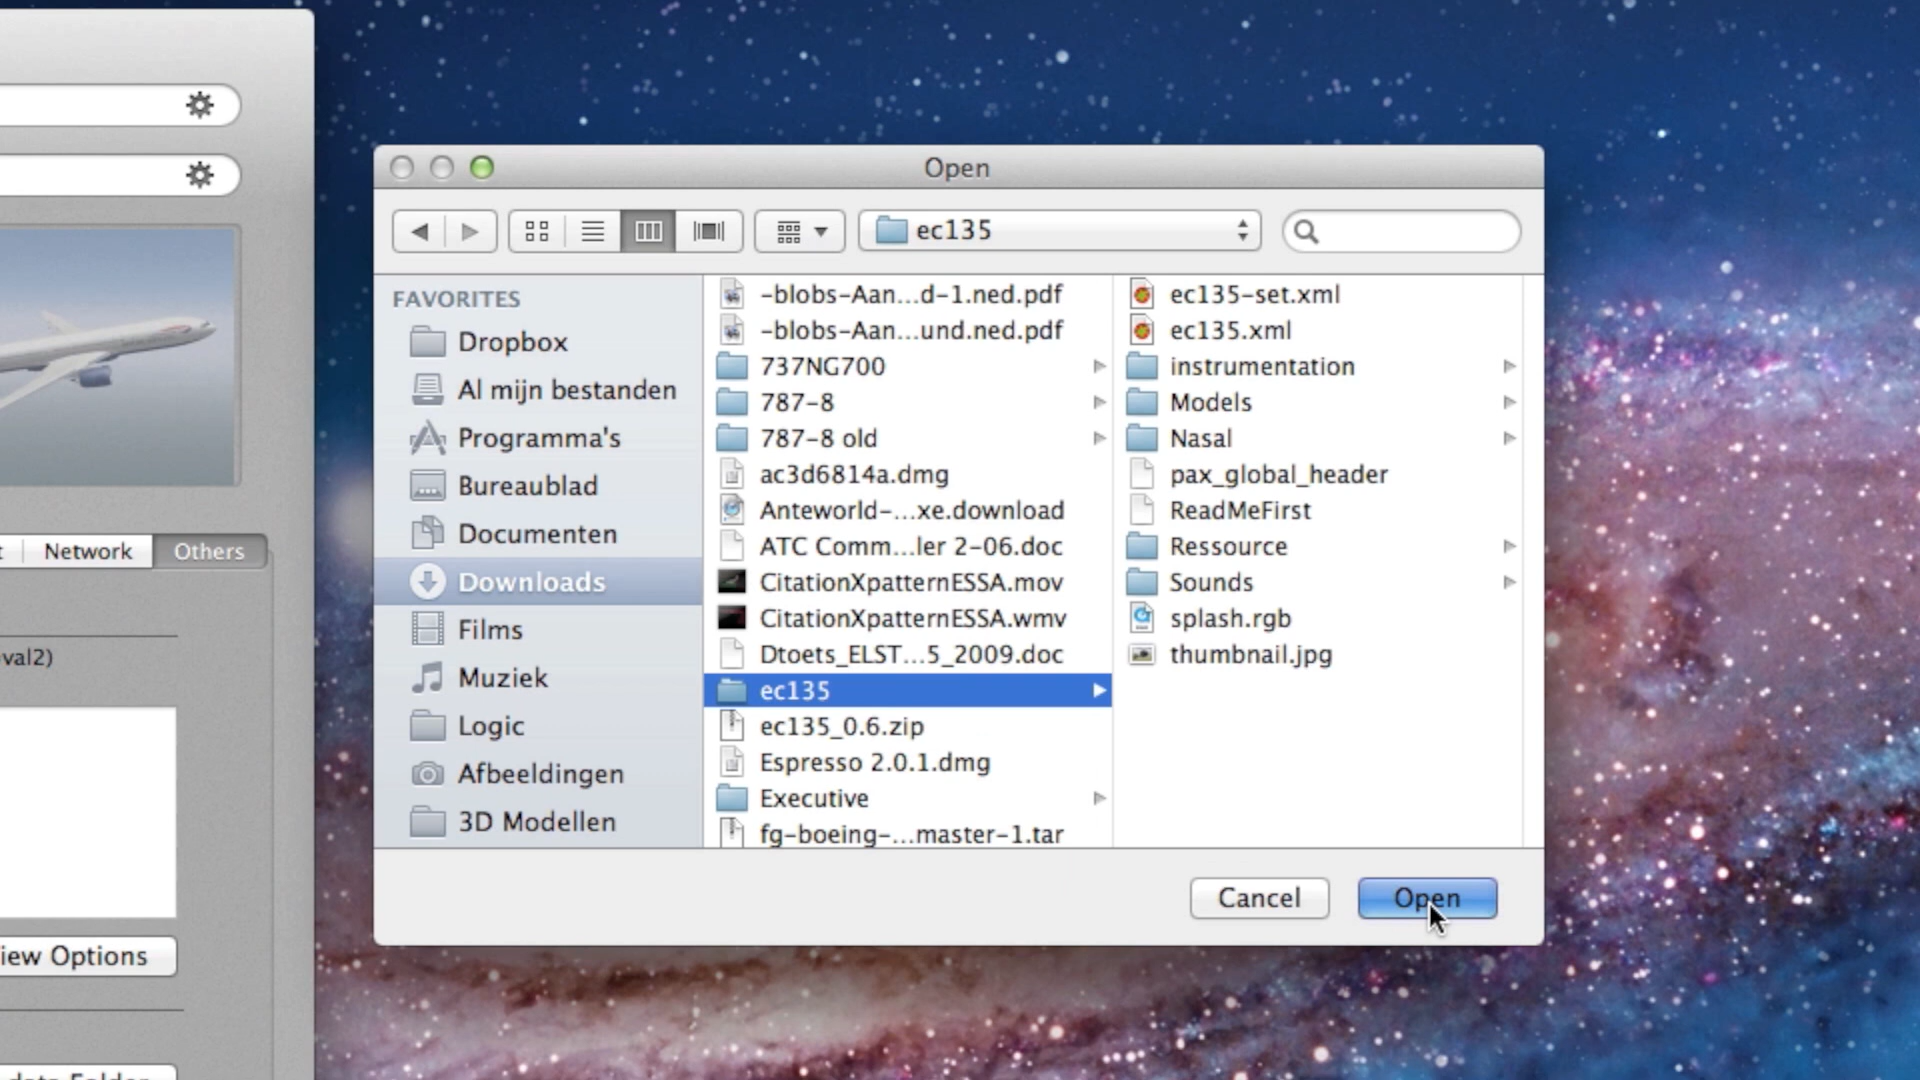 Open
ec135
FAVORITES
Dropbox
Al mijn bestanden
Programma's
Bureaublad
Documenten
Downloads
Films
Muziek
Logic
Afbeeldingen
3D Modellen
-blobs-Aan...d-1.ned.pdf
-blobs-Aan...und.ned.pdf
737NG700
787-8
787-8 old
ac3d6814a.dmg
Anteworld-...xe.download
ATC Comm...ler 2-06.doc
CitationXpatternESSA.mov
CitationXpatternESSA.wmv
Dtoets_ELST...5_2009.doc
ec135
ec135_0.6.zip
Espresso 2.0.1.dmg
Executive
fg-boeing-...master-1.tar
ec135-set.xml
ec135.xml
instrumentation
Models
Nasal
pax_global_header
ReadMeFirst
Ressource
Sounds
splash.rgb
thumbnail.jpg
Cancel
Open
t
Network
Others
val2)
iew Options
data Folder